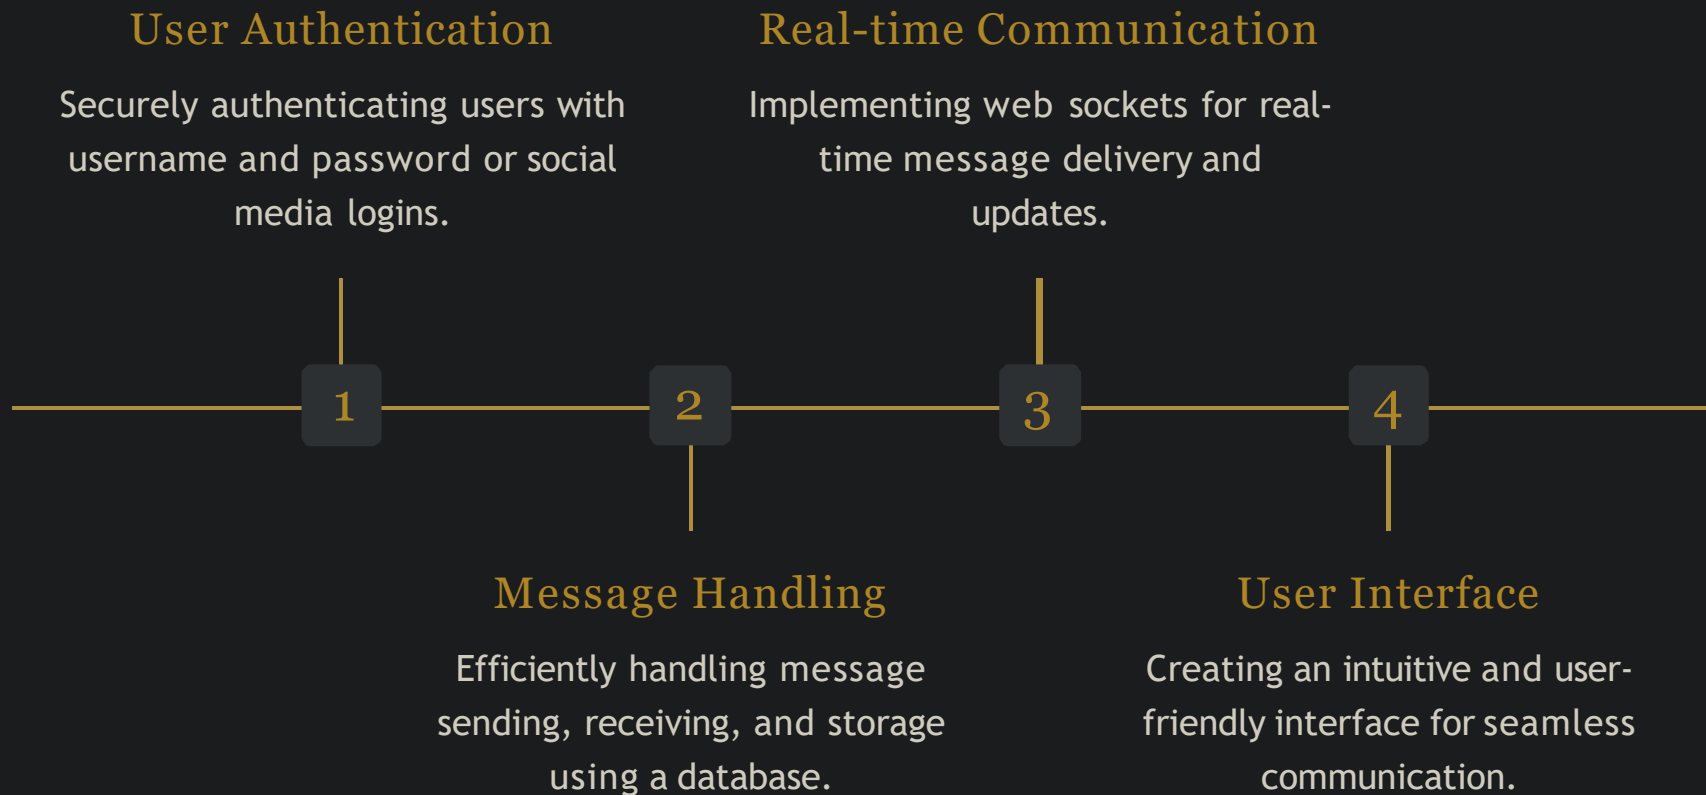 User Authentication
Securely authenticating users with
username and password or social
media logins.
Real-time Communication
Implementing web sockets for real-
time message delivery and
updates.
1
2
3
4
Message Handling
Efficiently handling message
sending, receiving, and storage
using a database.
User Interface
Creating an intuitive and user-
friendly interface for seamless
communication.